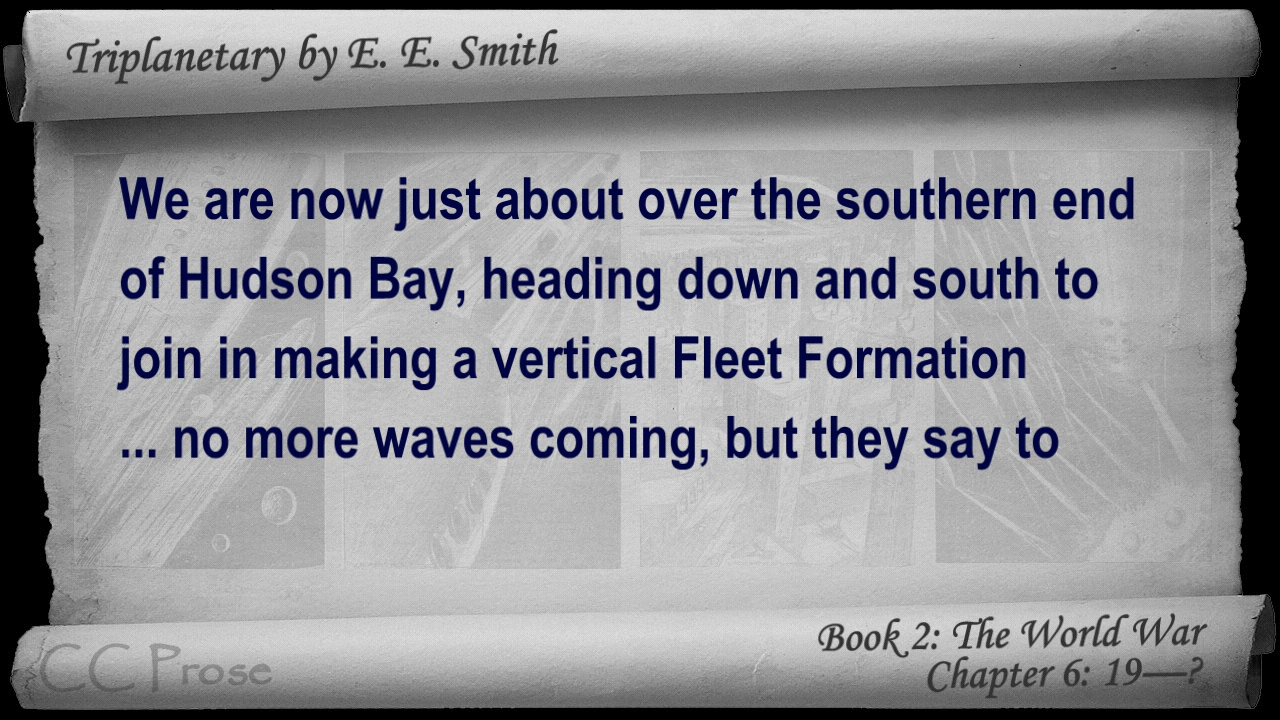 Triplanetary by E. E. Smith
We are now just about over the southern end
of Hudson Bay, heading down and south to
join in making a vertical Fleet Formation
... no more waves coming, but they say to
Book 2: The World War
Chapter 6: 19—?
CC Prose